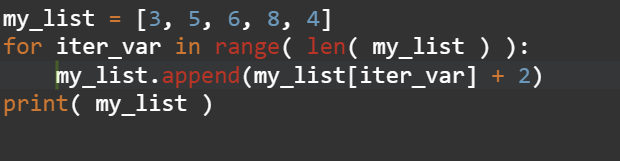 my_list = [3, 5, 6, 8, 4]
for iter_var in range( len( my_list ) ):
    my_list.append(my_list[iter_var] + 2)
print( my_list )